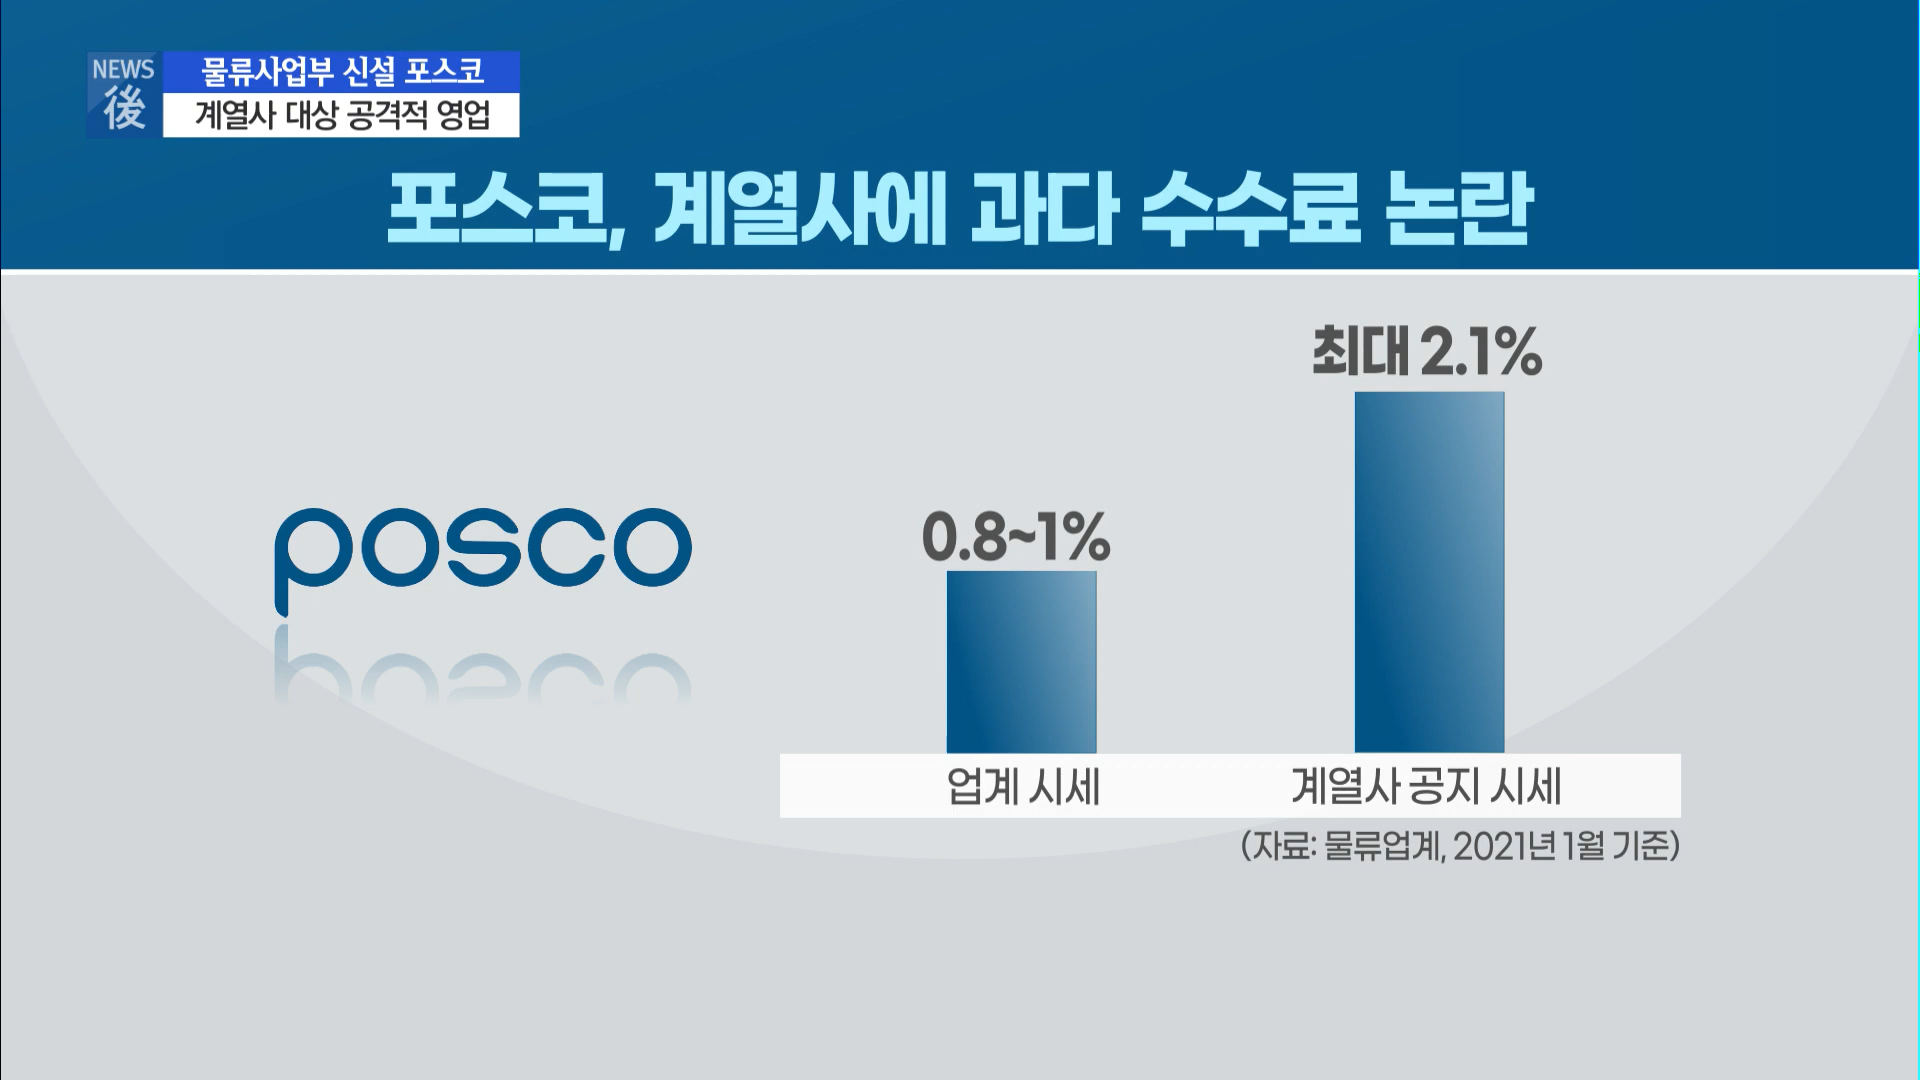 NEWS
後
물류사업부 신설 포스코
계열사 대상 공격적 영업
포스코, 계열사에 과다 수수료 논란
posco
0.8~1%
최대 2.1%
업계 시세
계열사 공지 시세
(자료: 물류업계, 2021년 1월 기준)